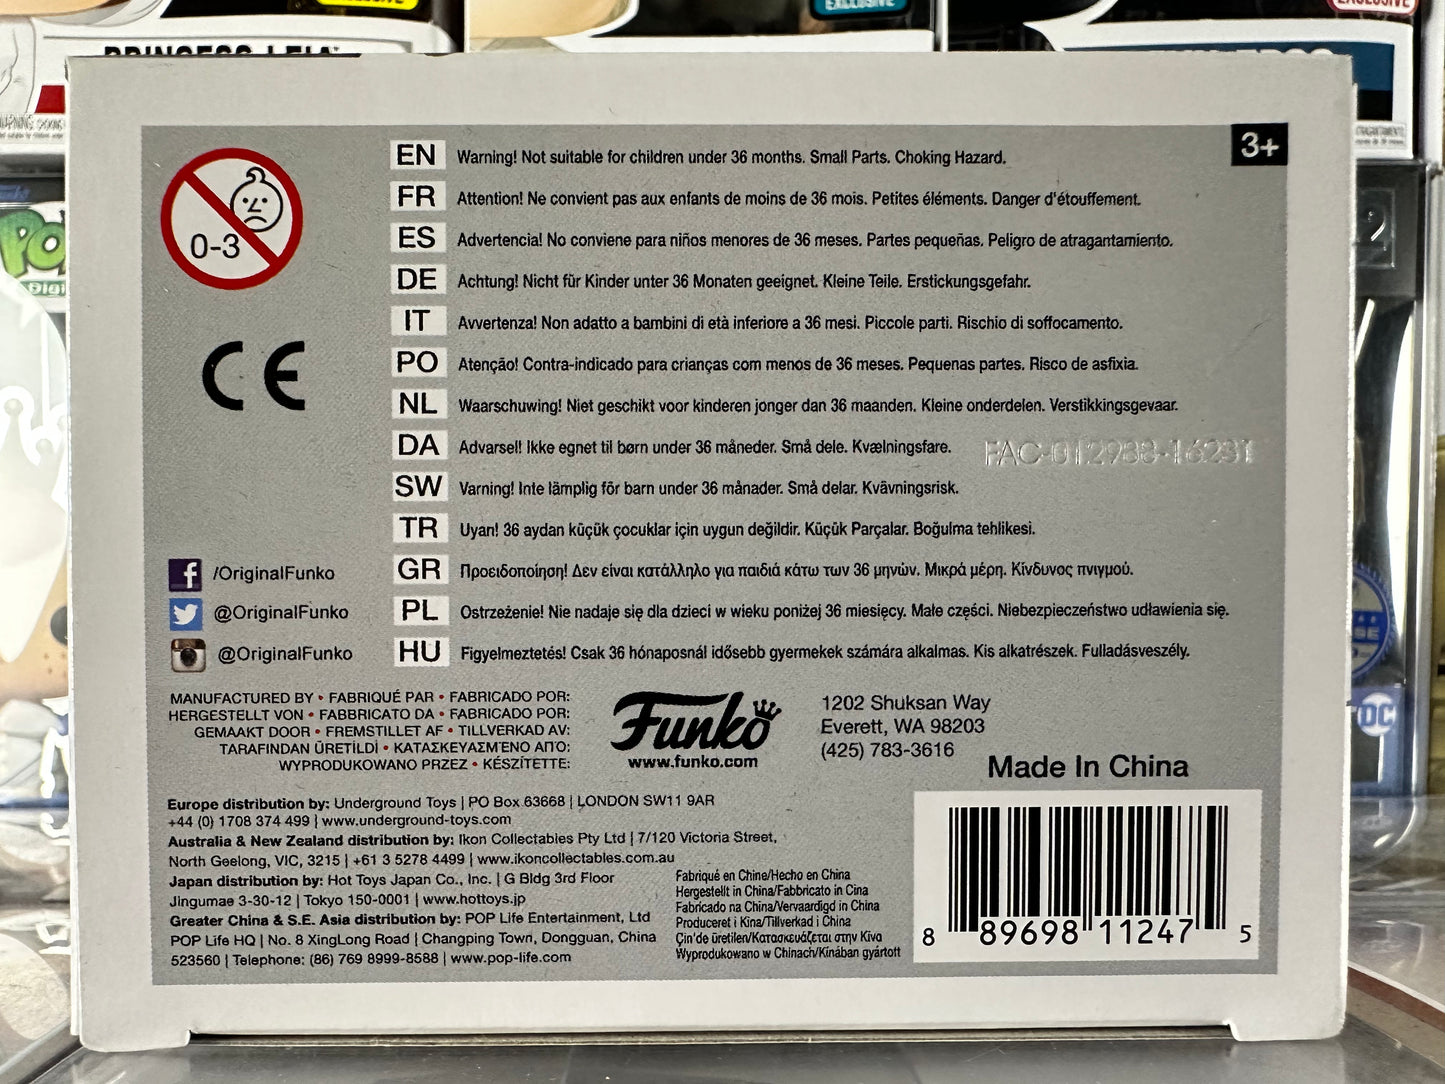 EXCLUSIVE
PRINCESS LEIA
3+
0-3
EN Warning! Not suitable for children under 36 months. Small Parts. Choking Hazard.
FR Attention! Ne convient pas aux enfants de moins de 36 mois. Petites éléments. Danger d'étouffement.
ES Advertencia! No conviene para niños menores de 36 meses. Partes pequeñas. Peligro de atragantamiento.
DE Achtung! Nicht für Kinder unter 36 Monaten geeignet. Kleine Teile. Erstickungsgefahr.
IT Avvertenza! Non adatto a bambini di età inferiore a 36 mesi. Piccole parti. Rischio di soffocamento.
PO Atenção! Contra-indicado para crianças com menos de 36 meses. Pequenas partes. Risco de asfixia.
NL Waarschuwing! Niet geschikt voor kinderen jonger dan 36 maanden. Kleine onderdelen. Verstikkingsgevaar.
DA Advarsel! Ikke egnet til børn under 36 måneder. Små dele. Kvælningsfare.
FAC-012988-16231
SW Varning! Inte lämplig för barn under 36 månader. Små delar. Kvävningsrisk.
TR Uyan! 36 aydan küçük çocuklar için uygun değildir. Küçük Parçalar. Boğulma tehlikesi.
GR Προειδοποίηση! Δεν είναι κατάλληλο για παιδιά κάτω των 36 μηνών. Μικρά μέρη. Κίνδυνος πνιγμού.
PL Ostrzeżenie! Nie nadaje się dla dzieci w wieku poniżej 36 miesięcy. Małe części. Niebezpieczeństwo udławienia się.
HU Figyelmeztetés! Csak 36 hónaposnál idősebb gyermekek számára alkalmas. Kis alkatrészek. Fulladásveszély.
CE
/OriginalFunko
@OriginalFunko
@OriginalFunko
MANUFACTURED BY • FABRIQUÉ PAR • FABRICADO POR:
HERGESTELLT VON • FABBRICATO DA • FABRICADO POR:
GEMAAKT DOOR • FREMSTILLET AF • TILLVERKAD AV:
TARAFINDAN ÜRETİLDİ • ΚΑΤΑΣΚΕΥΑΣΜΈΝΟ ΑΠΌ:
WYPRODUKOWANO PRZEZ • KÉSZÍTETTE:
Funko
www.funko.com
1202 Shuksan Way
Everett, WA 98203
(425) 783-3616
Made In China
Europe distribution by: Underground Toys | PO Box 63668 | LONDON SW11 9AR
+44 (0) 1708 374 499 | www.underground-toys.com
Australia & New Zealand distribution by: Ikon Collectables Pty Ltd | 7/120 Victoria Street,
North Geelong, VIC, 3215 | +61 3 5278 4499 | www.ikoncollectables.com.au
Japan distribution by: Hot Toys Japan Co., Inc. | G Bldg 3rd Floor
Jingumae 3-30-12 | Tokyo 150-0001 | www.hottoys.jp
Greater China & S.E. Asia distribution by: POP Life Entertainment, Ltd
POP Life HQ | No. 8 XingLong Road | Changping Town, Dongguan, China
523560 | Telephone: (86) 769 8999-8588 | www.pop-life.com
Fabriqué en Chine/Hecho en China
Hergestellt in China/Fabbricato in Cina
Fabricado na China/Vervaardigd in China
Produceret i Kina/Tillverkad i China
Çin'de üretilen/Κατασκευάζεται στην Κίνα
Wyprodukowano w Chinach/Kínában gyártott
8 89698 11247 5
DC